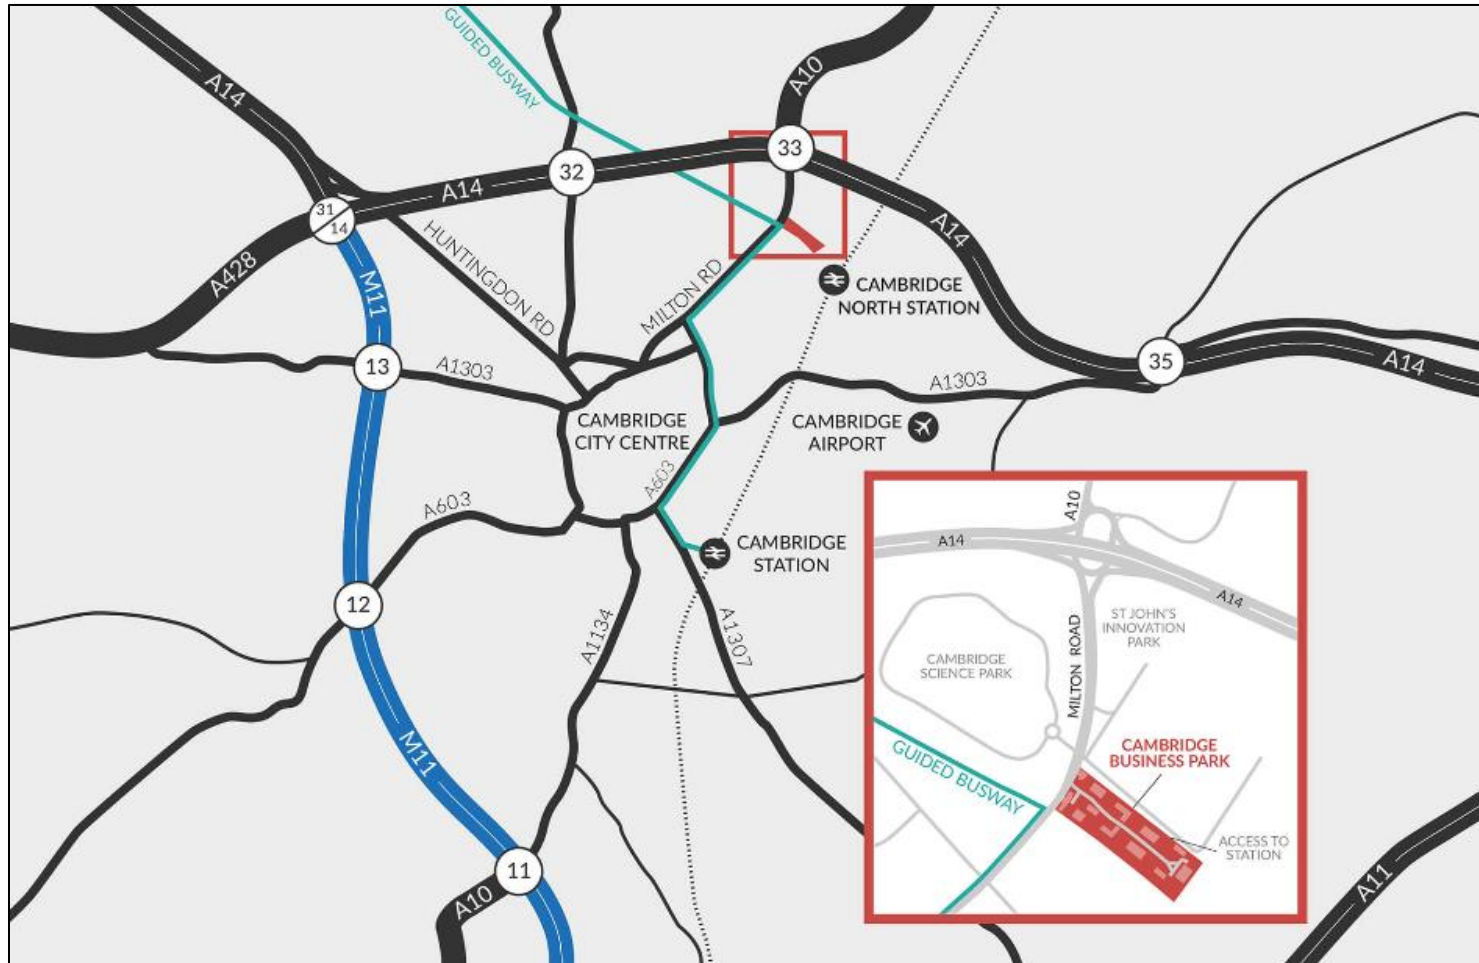 GUIDED BUSWAY
A14
A10
33
32
A14
31
14
A14
HUNTINGDON RD
A428
M11
MILTON RD
CAMBRIDGE
NORTH STATION
13
A1303
A1303
35
A14
CAMBRIDGE
CITY CENTRE
CAMBRIDGE
AIRPORT
A603
A603
CAMBRIDGE
STATION
12
A1134
A1307
M11
11
A10
A11
A10
A14
A14
ST JOHN'S
INNOVATION
PARK
CAMBRIDGE
SCIENCE PARK
MILTON ROAD
GUIDED BUSWAY
CAMBRIDGE
BUSINESS PARK
ACCESS TO
STATION